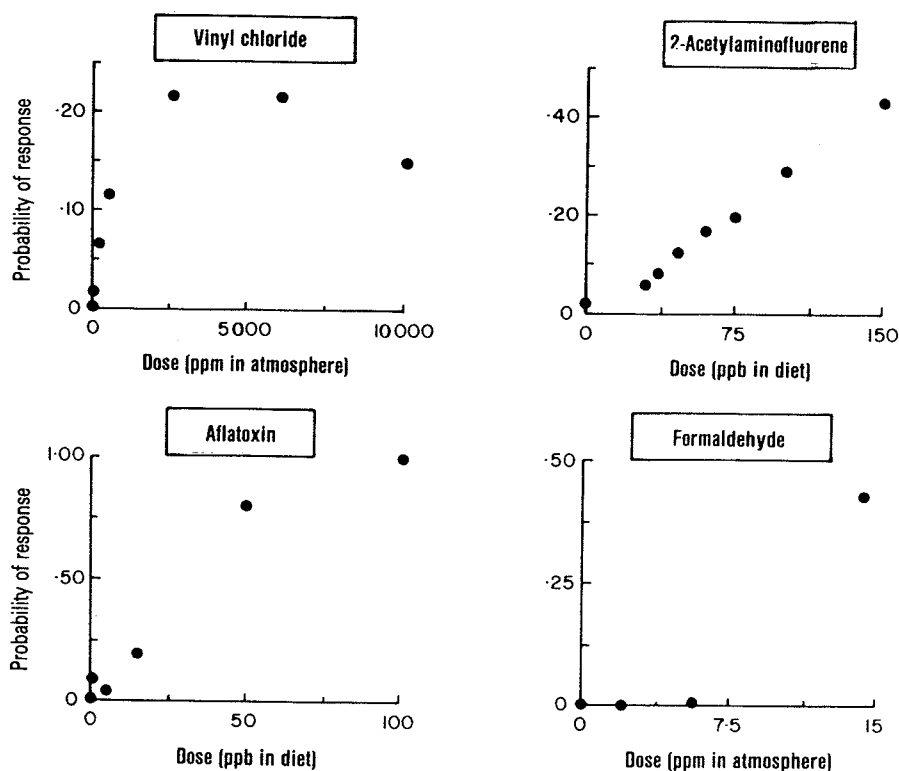 Vinyl chloride
Probability of response
·20
·10
0
0 5000 10000
Dose (ppm in atmosphere)
2-Acetylaminofluorene
·40
·20
0
0 75 150
Dose (ppb in diet)
Aflatoxin
Probability of response
1·00
·50
0
0 50 100
Dose (ppb in diet)
Formaldehyde
·50
·25
0
0 7·5 15
Dose (ppm in atmosphere)